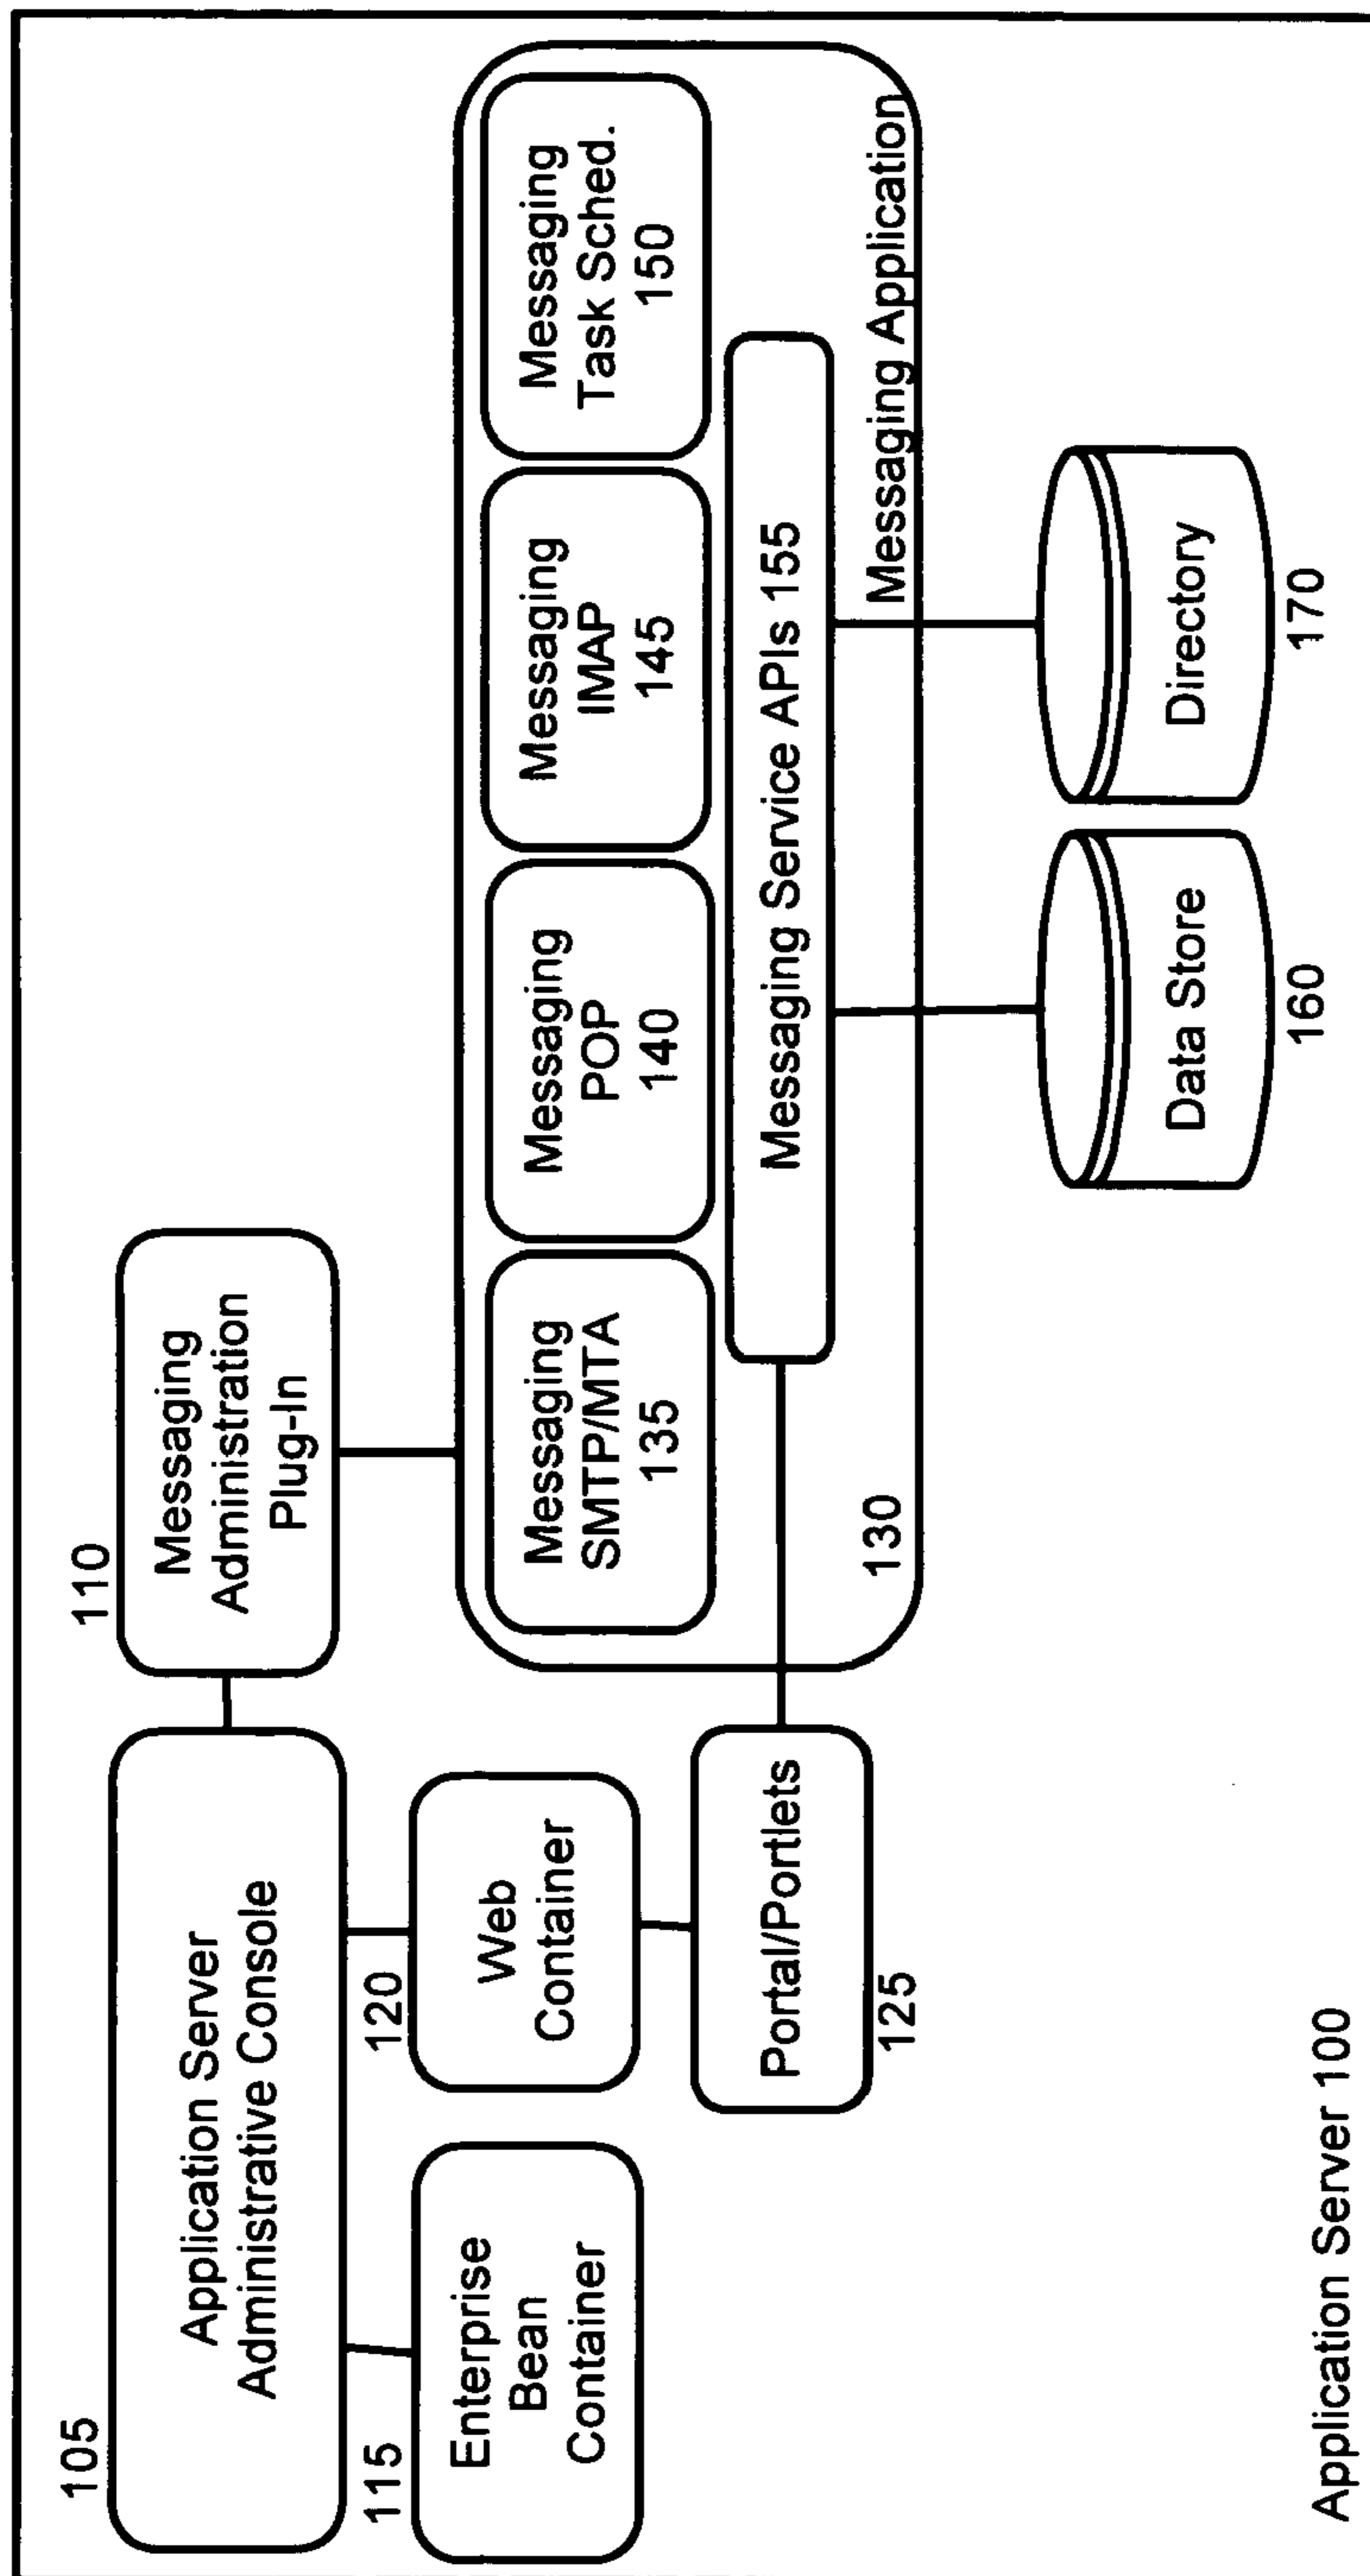 105
Application Server
Administrative Console
110
Messaging
Administration
Plug-In
115
Enterprise
Bean
Container
120
Web
Container
Portal/Portlets
125
Messaging
SMTP/MTA
135
Messaging
POP
140
Messaging
IMAP
145
Messaging
Task Sched.
150
Messaging Service APIs 155
130
Messaging Application
Data Store
160
Directory
170
Application Server 100